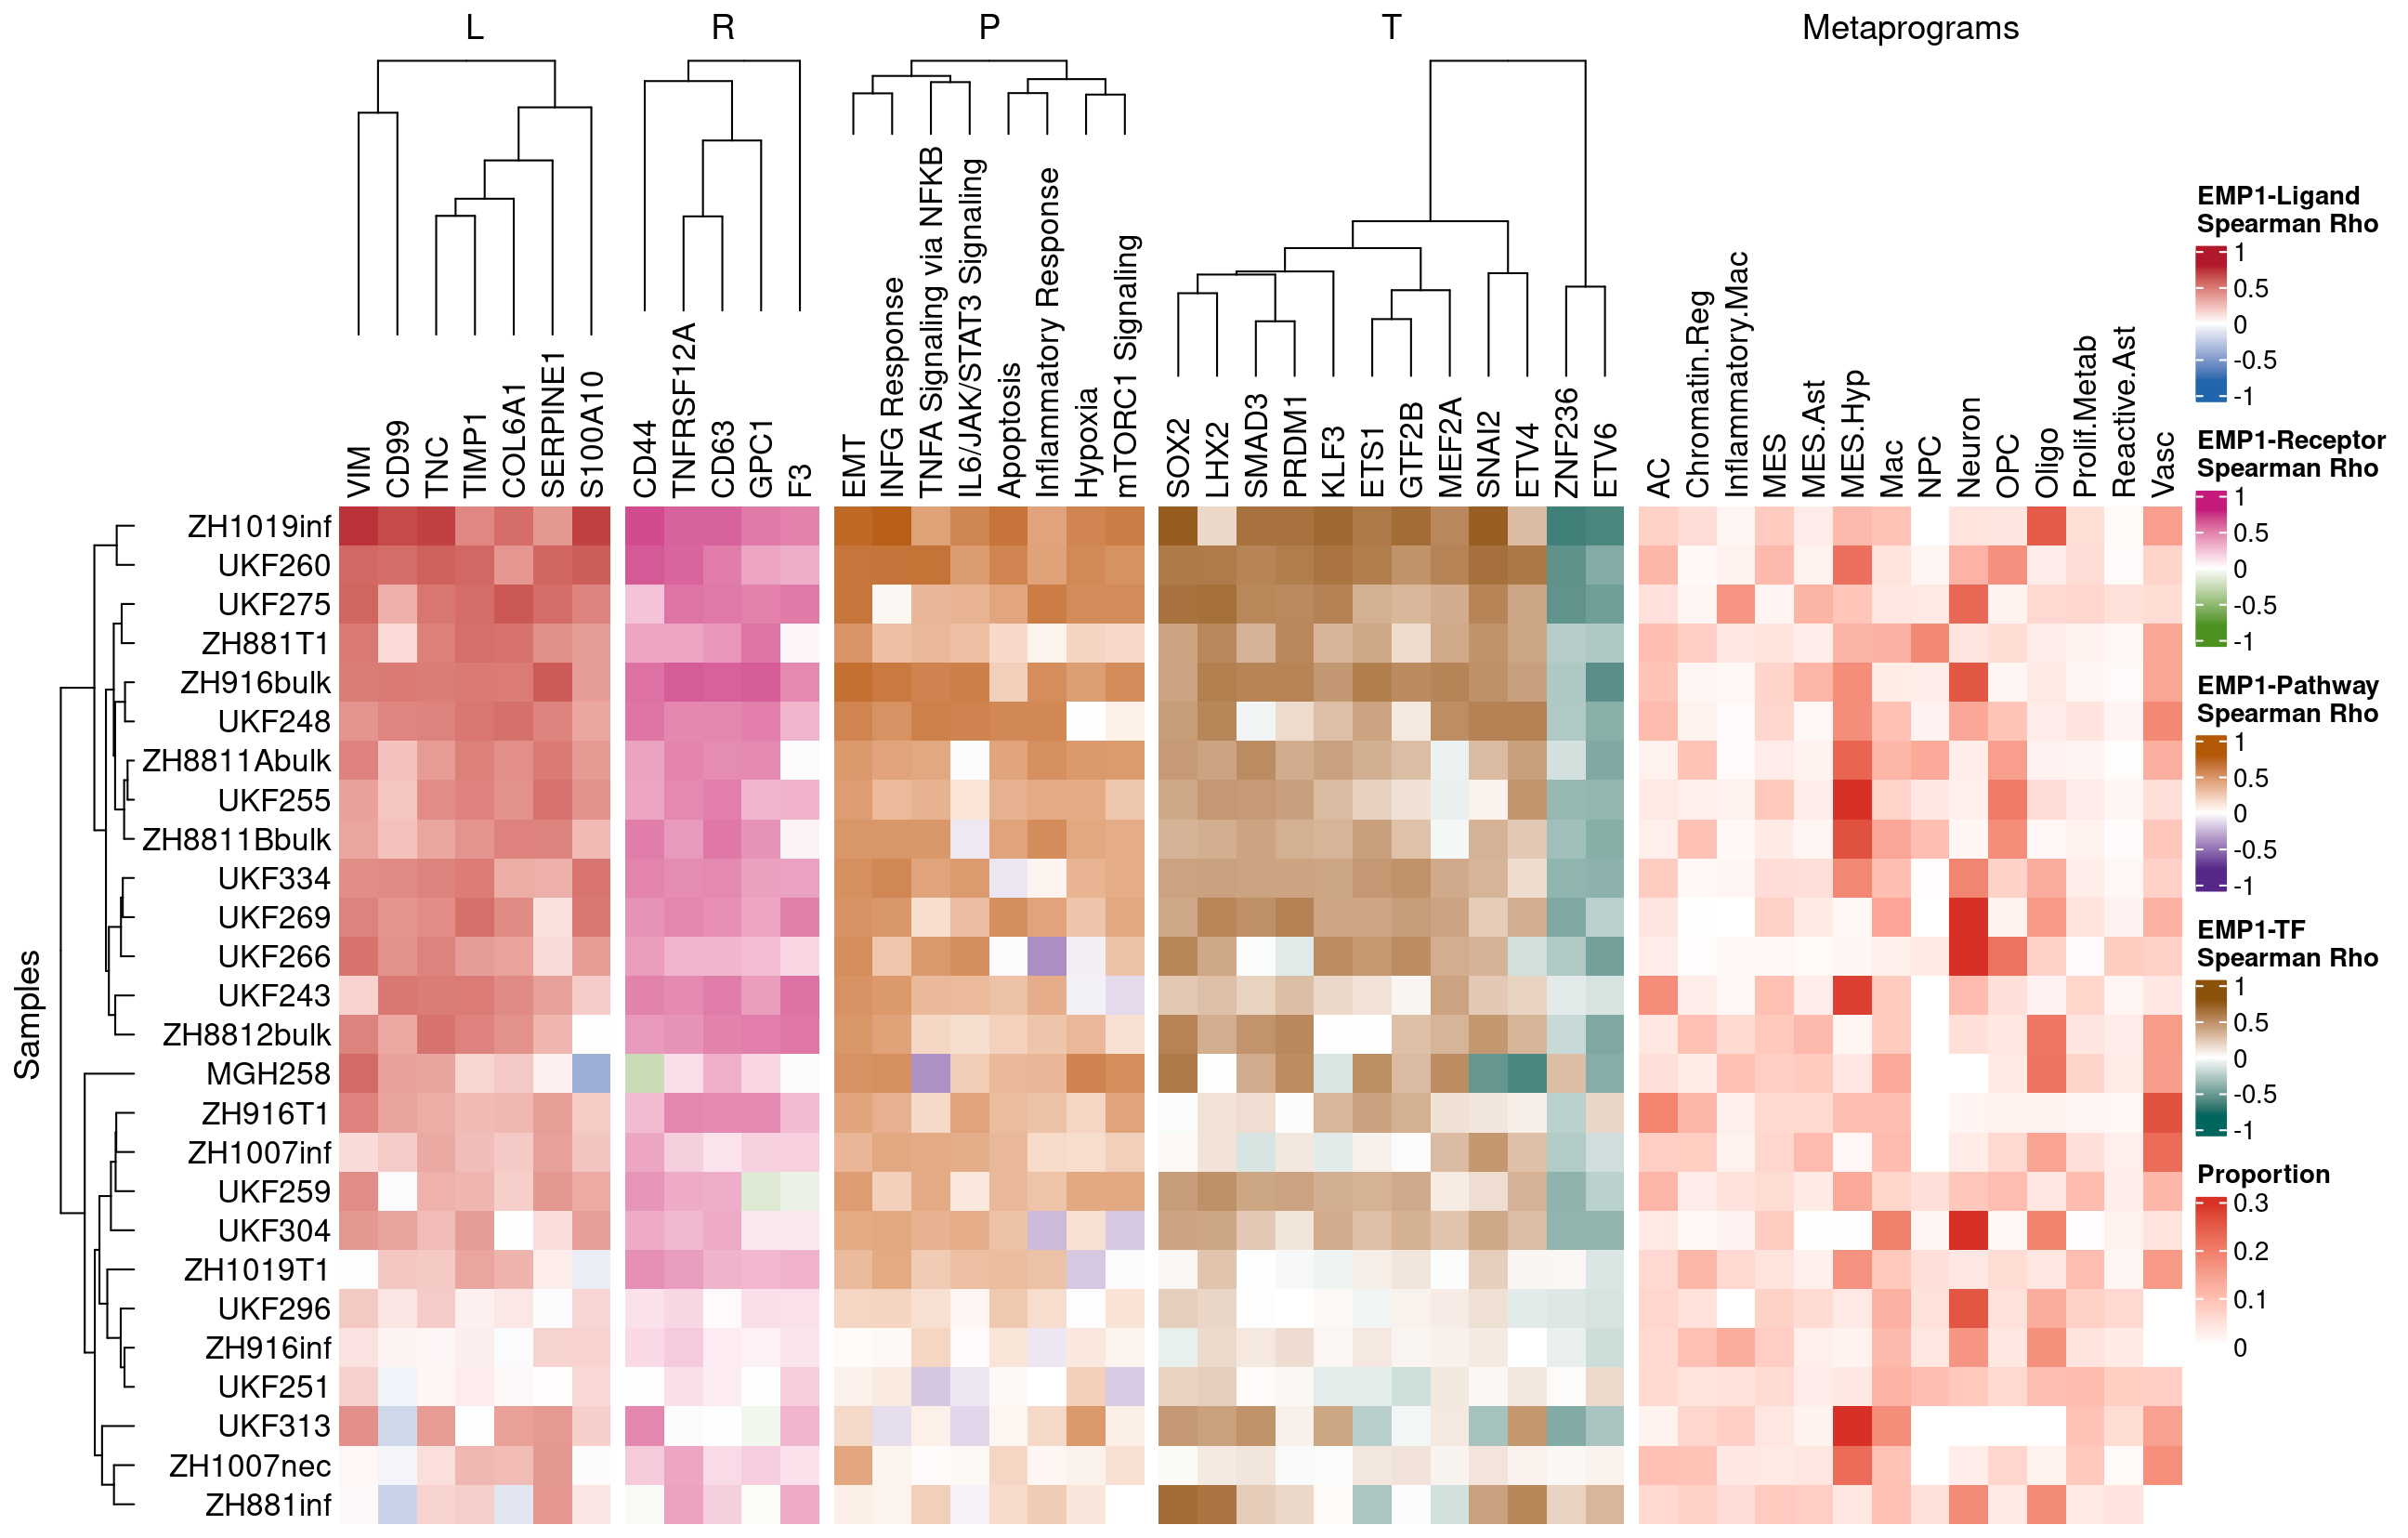 L R P T Metaprograms
VIM
CD99
TNC
TIMP1
COL6A1
SERPINE1
S100A10
CD44
TNFRSF12A
CD63
GPC1
F3
EMT
INFG Response
TNFA Signaling via NFKB
IL6/JAK/STAT3 Signaling
Apoptosis
Inflammatory Response
Hypoxia
mTORC1 Signaling
SOX2
LHX2
SMAD3
PRDM1
KLF3
ETS1
GTF2B
MEF2A
SNAI2
ETV4
ZNF236
ETV6
AC
Chromatin.Reg
Inflammatory.Mac
MES
MES.Ast
MES.Hyp
Mac
NPC
Neuron
OPC
Oligo
Prolif.Metab
Reactive.Ast
Vasc
Samples
ZH1019inf
UKF260
UKF275
ZH881T1
ZH916bulk
UKF248
ZH8811Abulk
UKF255
ZH8811Bbulk
UKF334
UKF269
UKF266
UKF243
ZH8812bulk
MGH258
ZH916T1
ZH1007inf
UKF259
UKF304
ZH1019T1
UKF296
ZH916inf
UKF251
UKF313
ZH1007nec
ZH881inf
EMP1-Ligand
Spearman Rho
1
0.5
0
-0.5
-1
EMP1-Receptor
Spearman Rho
1
0.5
0
-0.5
-1
EMP1-Pathway
Spearman Rho
1
0.5
0
-0.5
-1
EMP1-TF
Spearman Rho
1
0.5
0
-0.5
-1
Proportion
0.3
0.2
0.1
0